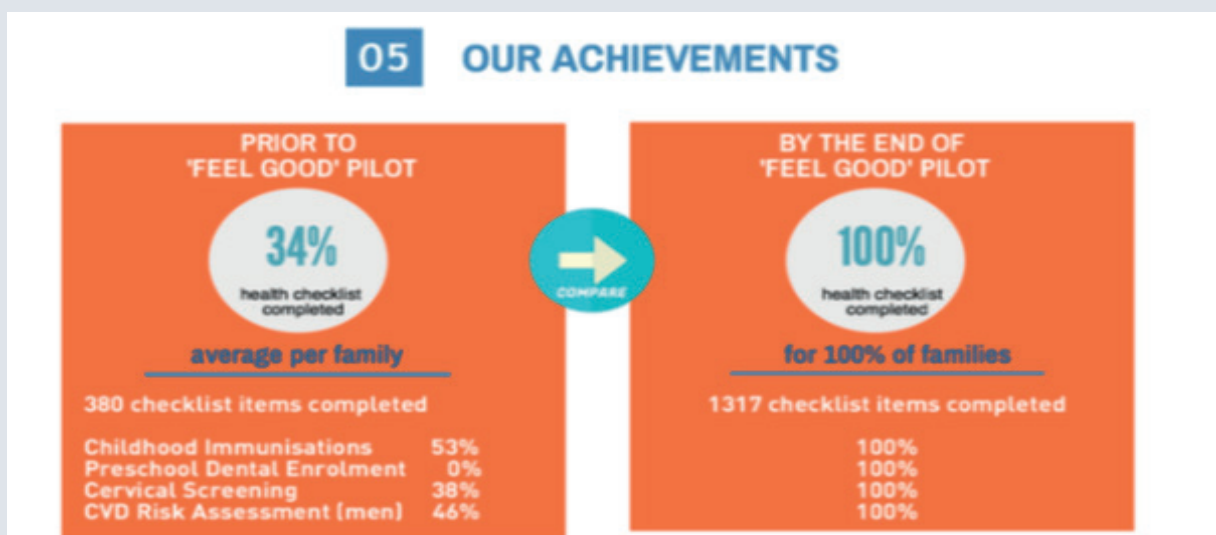 05 OUR ACHIEVEMENTS
PRIOR TO
'FEEL GOOD' PILOT
34%
health checklist
completed
average per family
380 checklist items completed
Childhood Immunisations 53%
Preschool Dental Enrolment 0%
Cervical Screening 38%
CVD Risk Assessment (men) 46%
COMPARE
BY THE END OF
'FEEL GOOD' PILOT
100%
health checklist
completed
for 100% of families
1317 checklist items completed
100%
100%
100%
100%